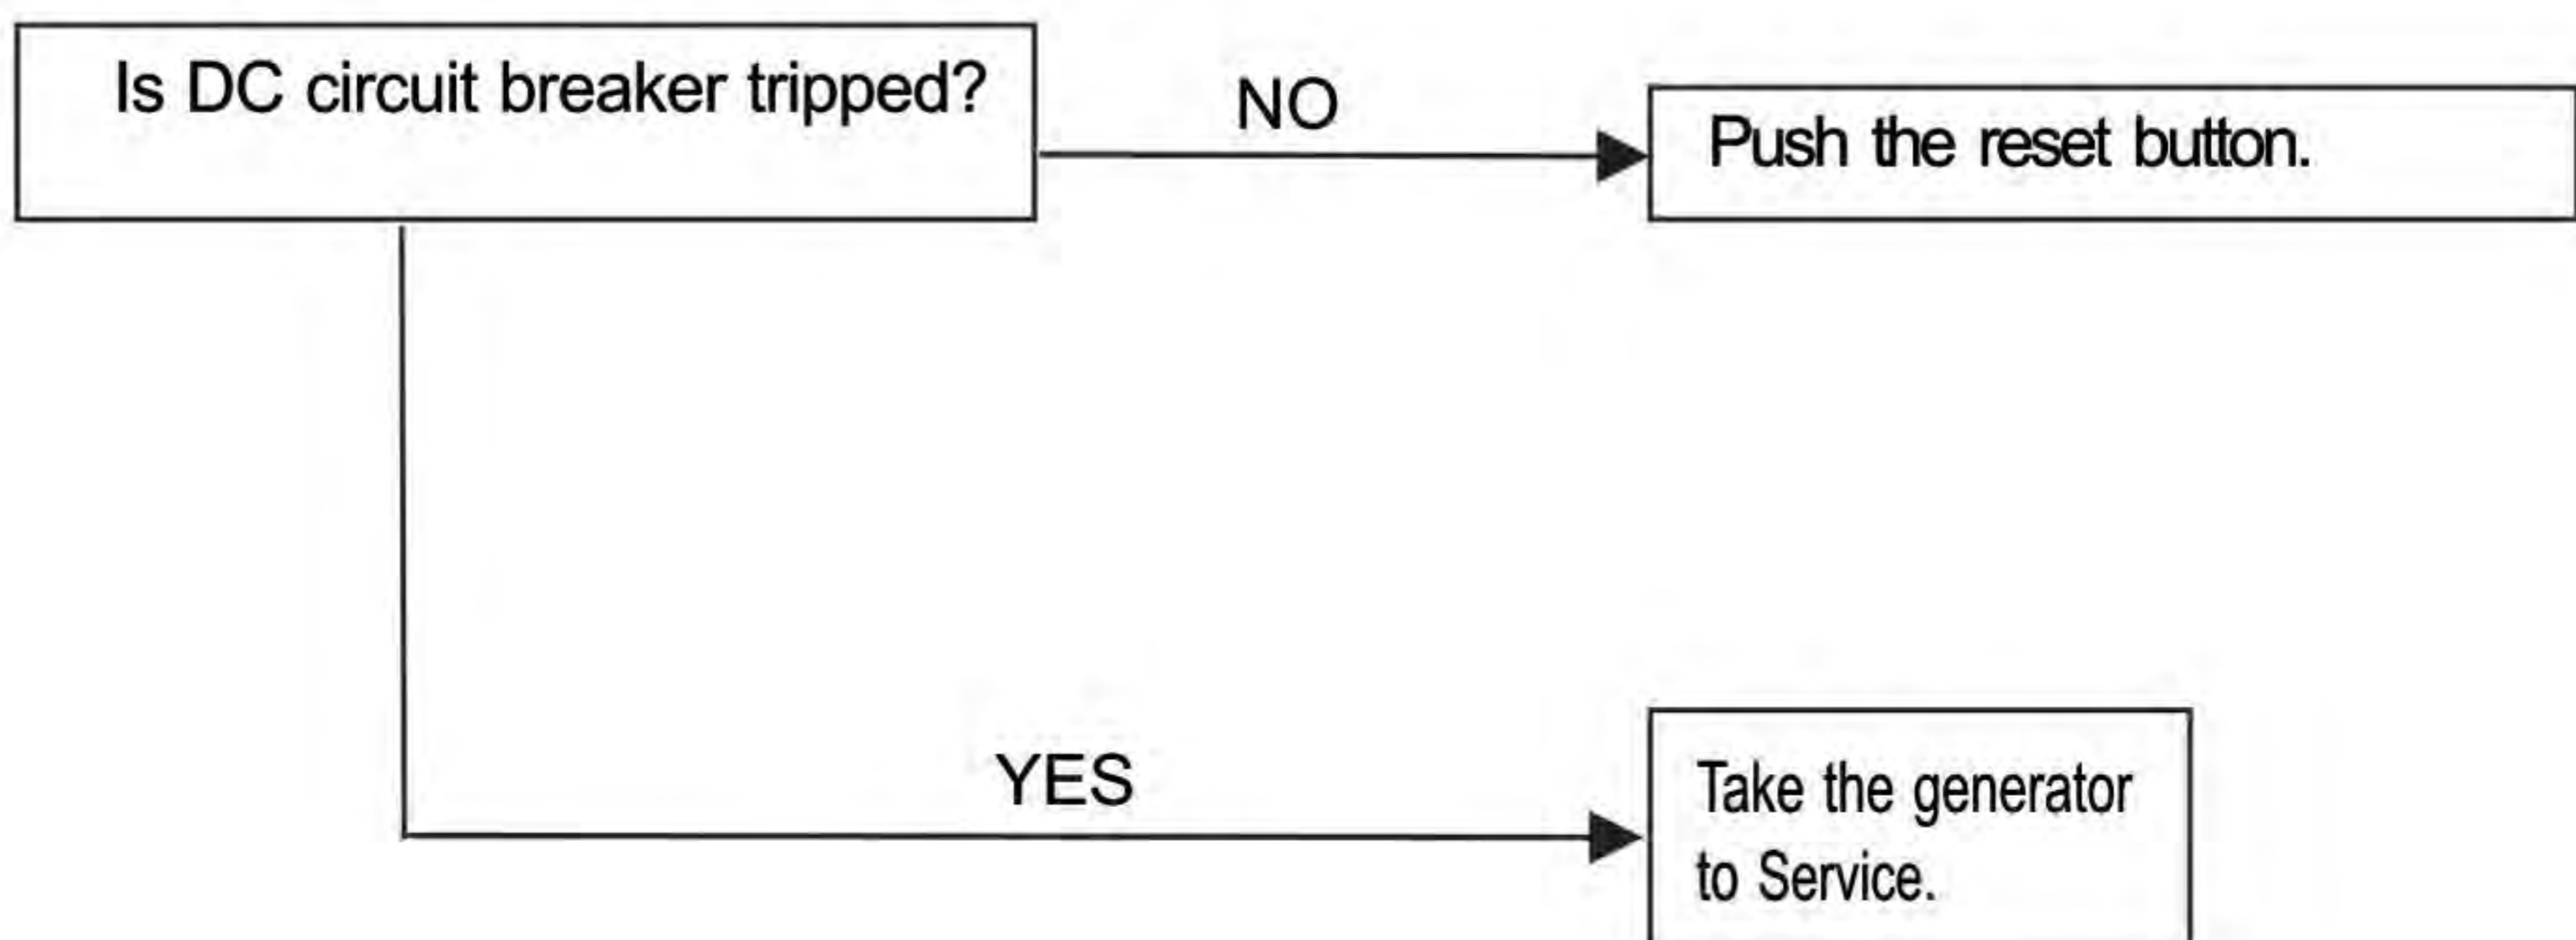 Is DC circuit breaker tripped?
NO
Push the reset button.
YES
Take the generator
to Service.